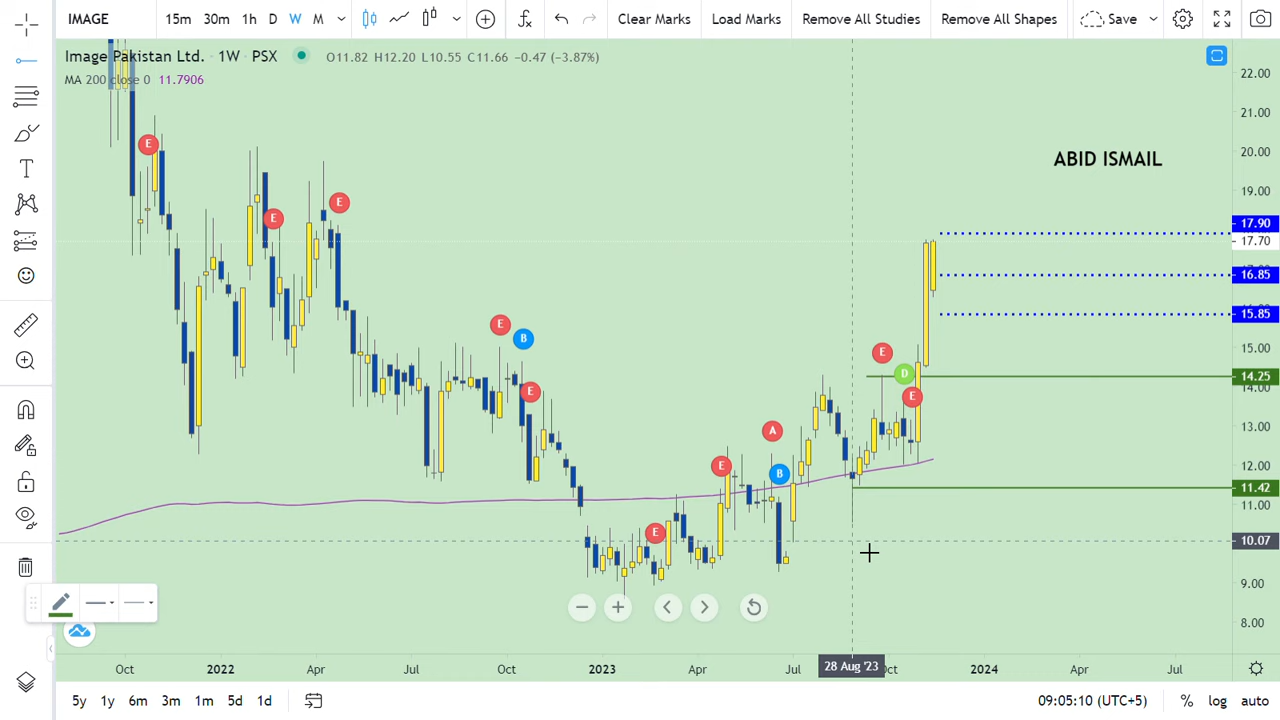 IMAGE 15m 30m 1h D W M Clear Marks Load Marks Remove All Studies Remove All Shapes Save
Image Pakistan Ltd. · 1W · PSX O11.82 H12.20 L10.55 C11.66 −0.47 (−3.87%)
MA 200 close 0 11.7906
22.00
21.00
20.00
ABID ISMAIL
19.00
17.90
17.70
16.85
15.85
15.00
14.25
14.00
13.00
12.00
11.42
11.00
10.07
9.00
8.00
E
E
E
E
B
E
E
E
A
B
E
D
E
Oct 2022 Apr Jul Oct 2023 Apr Jul 28 Aug '23 Oct 2024 Apr Jul
5y 1y 6m 3m 1m 5d 1d 09:05:10 (UTC+5) % log auto